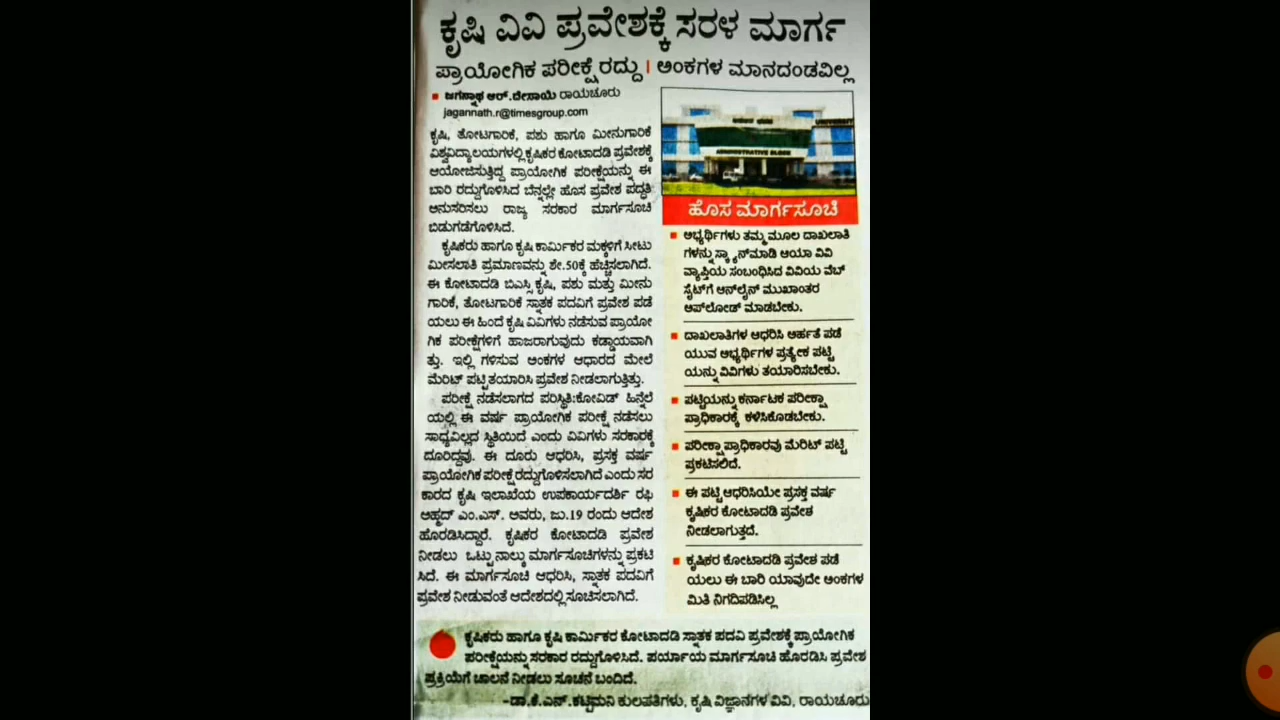 ಕೃಷಿ ವಿವಿ ಪ್ರವೇಶಕ್ಕೆ ಸರಳ ಮಾರ್ಗ
ಪ್ರಾಯೋಗಿಕ ಪರೀಕ್ಷೆ ರದ್ದು | ಅಂಕಗಳ ಮಾನದಂಡವಿಲ್ಲ
■ ಜಗನ್ನಾಥ ಆರ್.ದೇಸಾಯಿ ರಾಯಚೂರು
jagannath.r@timesgroup.com
ಕೃಷಿ, ತೋಟಗಾರಿಕೆ, ಪಶು ಹಾಗೂ ಮೀನುಗಾರಿಕೆ
ವಿಶ್ವವಿದ್ಯಾಲಯಗಳಲ್ಲಿ ಕೃಷಿಕರ ಕೋಟಾದಡಿ ಪ್ರವೇಶಕ್ಕೆ
ಆಯೋಜಿಸುತ್ತಿದ್ದ ಪ್ರಾಯೋಗಿಕ ಪರೀಕ್ಷೆಯನ್ನು ಈ
ಬಾರಿ ರದ್ದುಗೊಳಿಸಿದ ಬೆನ್ನಲ್ಲೇ ಹೊಸ ಪ್ರವೇಶ ಪದ್ಧತಿ
ಅನುಸರಿಸಲು ರಾಜ್ಯ ಸರಕಾರ ಮಾರ್ಗಸೂಚಿ
ಬಿಡುಗಡೆಗೊಳಿಸಿದೆ.
ಕೃಷಿಕರು ಹಾಗೂ ಕೃಷಿ ಕಾರ್ಮಿಕರ ಮಕ್ಕಳಿಗೆ ಸೀಟು
ಮೀಸಲಾತಿ ಪ್ರಮಾಣವನ್ನು ಶೇ.50ಕ್ಕೆ ಹೆಚ್ಚಿಸಲಾಗಿದೆ.
ಈ ಕೋಟಾದಡಿ ಬಿಎಸ್ಸಿ ಕೃಷಿ, ಪಶು ಮತ್ತು ಮೀನು
ಗಾರಿಕೆ, ತೋಟಗಾರಿಕೆ ಸ್ನಾತಕ ಪದವಿಗೆ ಪ್ರವೇಶ ಪಡೆ
ಯಲು ಈ ಹಿಂದೆ ಕೃಷಿ ವಿವಿಗಳು ನಡೆಸುವ ಪ್ರಾಯೋ
ಗಿಕ ಪರೀಕ್ಷೆಗಳಿಗೆ ಹಾಜರಾಗುವುದು ಕಡ್ಡಾಯವಾಗಿ
ತ್ತು. ಇಲ್ಲಿ ಗಳಿಸುವ ಅಂಕಗಳ ಆಧಾರದ ಮೇಲೆ
ಮೆರಿಟ್ ಪಟ್ಟಿ ತಯಾರಿಸಿ ಪ್ರವೇಶ ನೀಡಲಾಗುತ್ತಿತ್ತು.
ಪರೀಕ್ಷೆ ನಡೆಸಲಾಗದ ಪರಿಸ್ಥಿತಿ:ಕೋವಿಡ್ ಹಿನ್ನೆಲೆ
ಯಲ್ಲಿ ಈ ವರ್ಷ ಪ್ರಾಯೋಗಿಕ ಪರೀಕ್ಷೆ ನಡೆಸಲು
ಸಾಧ್ಯವಿಲ್ಲದ ಸ್ಥಿತಿಯಿದೆ ಎಂದು ವಿವಿಗಳು ಸರಕಾರಕ್ಕೆ
ದೂರಿದ್ದವು. ಈ ದೂರು ಆಧರಿಸಿ, ಪ್ರಸಕ್ತ ವರ್ಷ
ಪ್ರಾಯೋಗಿಕ ಪರೀಕ್ಷೆ ರದ್ದುಗೊಳಿಸಲಾಗಿದೆ ಎಂದು ಸರ
ಕಾರದ ಕೃಷಿ ಇಲಾಖೆಯ ಉಪಕಾರ್ಯದರ್ಶಿ ರಫಿ
ಅಹ್ಮದ್ ಎಂ.ಎಸ್. ಅವರು, ಜು.19 ರಂದು ಆದೇಶ
ಹೊರಡಿಸಿದ್ದಾರೆ. ಕೃಷಿಕರ ಕೋಟಾದಡಿ ಪ್ರವೇಶ
ನೀಡಲು ಒಟ್ಟು ನಾಲ್ಕು ಮಾರ್ಗಸೂಚಿಗಳನ್ನು ಪ್ರಕಟಿ
ಸಿದೆ. ಈ ಮಾರ್ಗಸೂಚಿ ಆಧರಿಸಿ, ಸ್ನಾತಕ ಪದವಿಗೆ
ಪ್ರವೇಶ ನೀಡುವಂತೆ ಆದೇಶದಲ್ಲಿ ಸೂಚಿಸಲಾಗಿದೆ.
ADMINISTRATIVE BLOCK
ಹೊಸ ಮಾರ್ಗಸೂಚಿ
■ ಅಭ್ಯರ್ಥಿಗಳು ತಮ್ಮ ಮೂಲ ದಾಖಲಾತಿ
ಗಳನ್ನು ಸ್ಕ್ಯಾನ್‌ಮಾಡಿ ಆಯಾ ವಿವಿ
ವ್ಯಾಪ್ತಿಯ ಸಂಬಂಧಿಸಿದ ವಿವಿಯ ವೆಬ್
ಸೈಟ್‌ಗೆ ಆನ್‌ಲೈನ್ ಮುಖಾಂತರ
ಅಪ್‌ಲೋಡ್ ಮಾಡಬೇಕು.
■ ದಾಖಲಾತಿಗಳ ಆಧರಿಸಿ ಅರ್ಹತೆ ಪಡೆ
ಯುವ ಅಭ್ಯರ್ಥಿಗಳ ಪ್ರತ್ಯೇಕ ಪಟ್ಟಿ
ಯನ್ನು ವಿವಿಗಳು ತಯಾರಿಸಬೇಕು.
■ ಪಟ್ಟಿಯನ್ನು ಕರ್ನಾಟಕ ಪರೀಕ್ಷಾ
ಪ್ರಾಧಿಕಾರಕ್ಕೆ ಕಳಿಸಿಕೊಡಬೇಕು.
■ ಪರೀಕ್ಷಾ ಪ್ರಾಧಿಕಾರವು ಮೆರಿಟ್ ಪಟ್ಟಿ
ಪ್ರಕಟಿಸಲಿದೆ.
■ ಈ ಪಟ್ಟಿ ಆಧರಿಸಿಯೇ ಪ್ರಸಕ್ತ ವರ್ಷ
ಕೃಷಿಕರ ಕೋಟಾದಡಿ ಪ್ರವೇಶ
ನೀಡಲಾಗುತ್ತದೆ.
■ ಕೃಷಿಕರ ಕೋಟಾದಡಿ ಪ್ರವೇಶ ಪಡೆ
ಯಲು ಈ ಬಾರಿ ಯಾವುದೇ ಅಂಕಗಳ
ಮಿತಿ ನಿಗದಿಪಡಿಸಿಲ್ಲ
ಕೃಷಿಕರು ಹಾಗೂ ಕೃಷಿ ಕಾರ್ಮಿಕರ ಕೋಟಾದಡಿ ಸ್ನಾತಕ ಪದವಿ ಪ್ರವೇಶಕ್ಕೆ ಪ್ರಾಯೋಗಿಕ
ಪರೀಕ್ಷೆಯನ್ನು ಸರಕಾರ ರದ್ದುಗೊಳಿಸಿದೆ. ಪರ್ಯಾಯ ಮಾರ್ಗಸೂಚಿ ಹೊರಡಿಸಿ ಪ್ರವೇಶ
ಪ್ರಕ್ರಿಯೆಗೆ ಚಾಲನೆ ನೀಡಲು ಸೂಚನೆ ಬಂದಿದೆ.
-ಡಾ.ಕೆ.ಎನ್.ಕಟ್ಟಿಮನಿ ಕುಲಪತಿಗಳು, ಕೃಷಿ ವಿಜ್ಞಾನಗಳ ವಿವಿ, ರಾಯಚೂರು